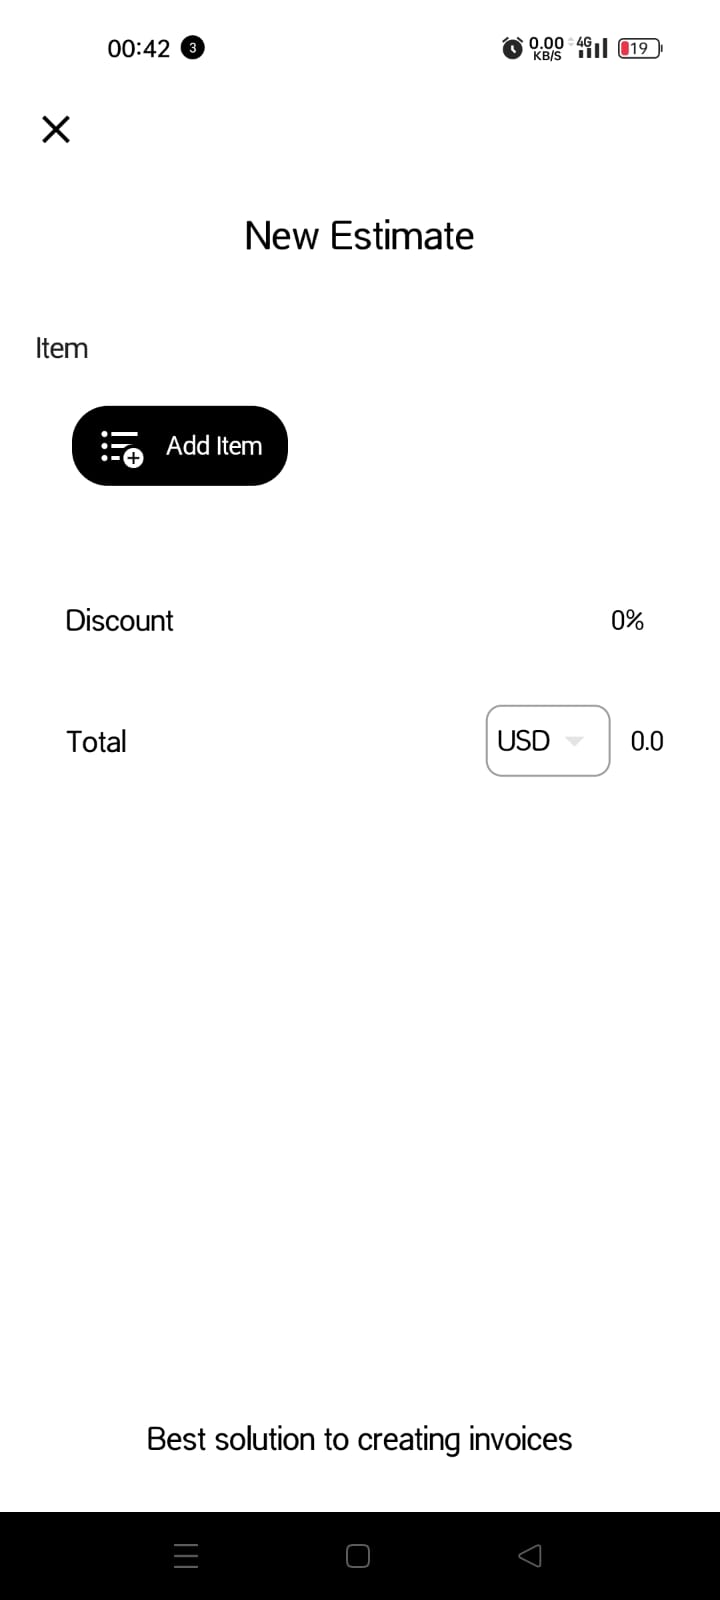 00:42 3 0.00 KB/S 4G 19
New Estimate
Item
Add Item
Discount 0%
Total USD 0.0
Best solution to creating invoices